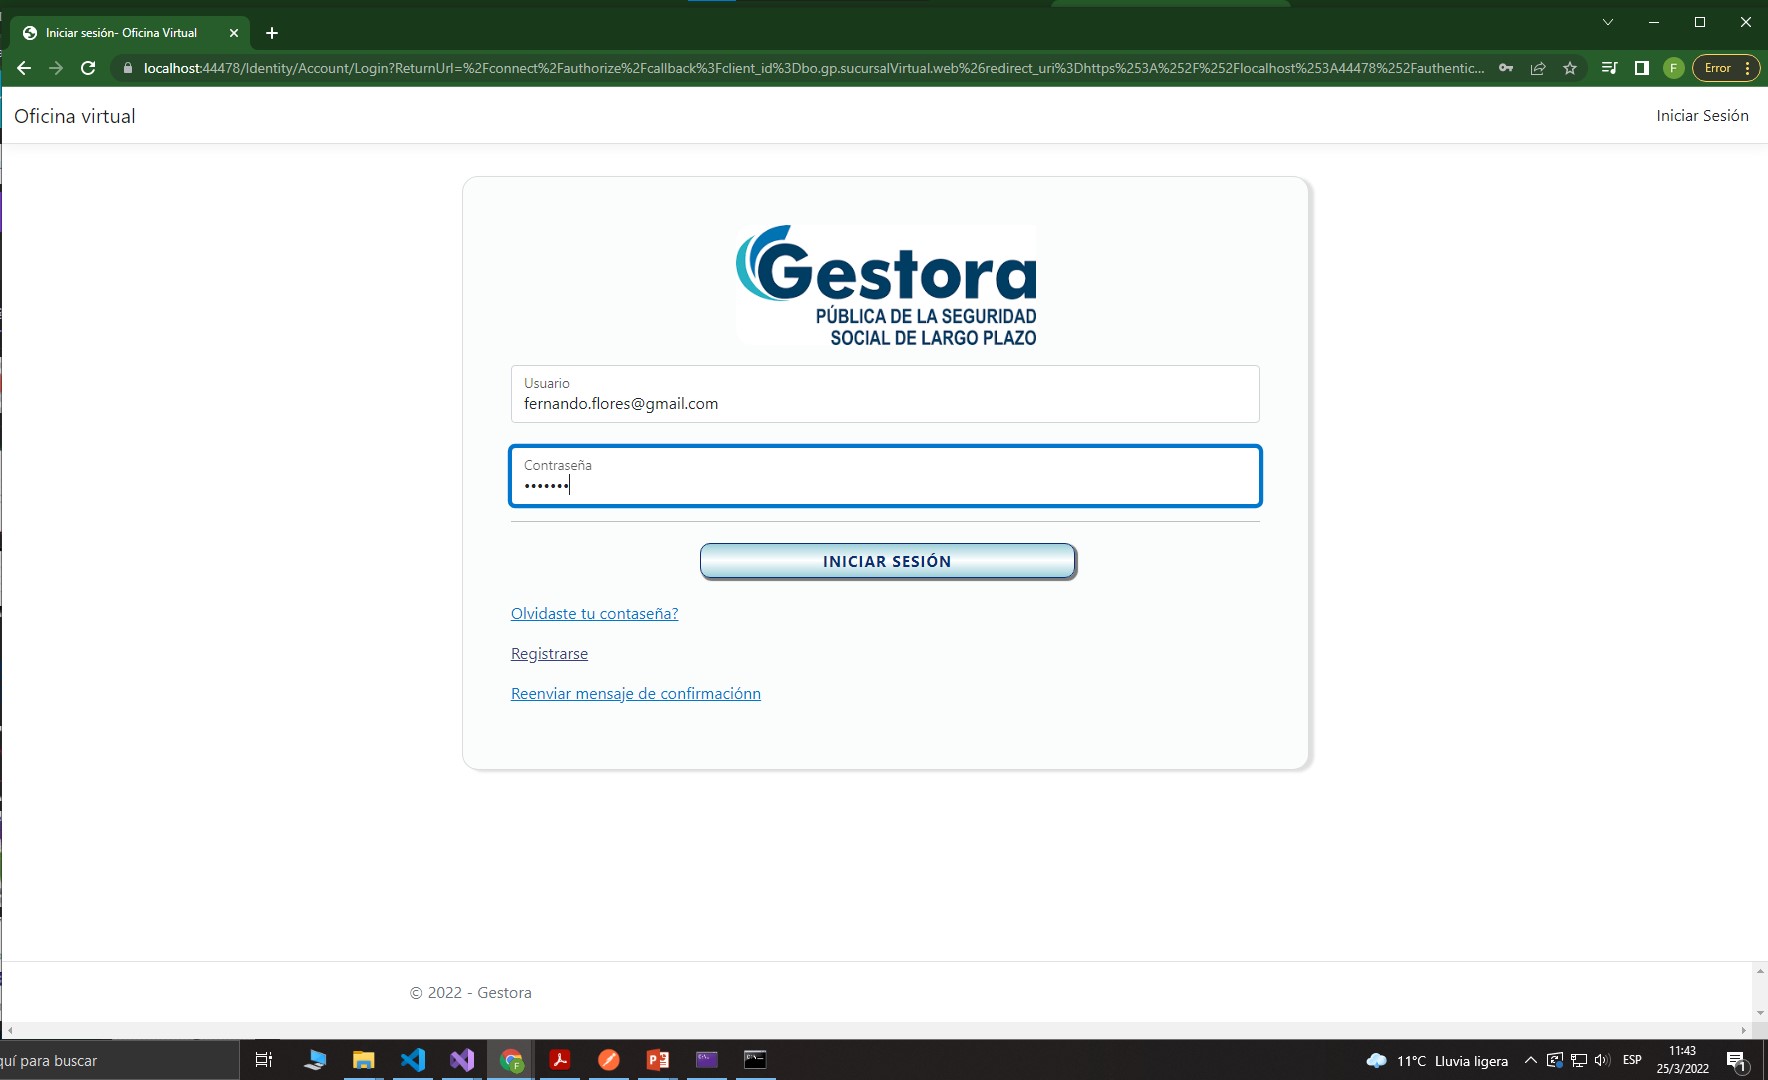 Iniciar sesión- Oficina Virtual
localhost:44478/Identity/Account/Login?ReturnUrl=%2Fconnect%2Fauthorize%2Fcallback%3Fclient_id%3Dbo.gp.sucursalVirtual.web%26redirect_uri%3Dhttps%253A%252F%252Flocalhost%253A44478%252Fauthentic...
F
Error
Oficina virtual
Iniciar Sesión
Gestora
PÚBLICA DE LA SEGURIDAD
SOCIAL DE LARGO PLAZO
Usuario
fernando.flores@gmail.com
Contraseña
•••••••
INICIAR SESIÓN
Olvidaste tu contaseña?
Registrarse
Reenviar mensaje de confirmaciónn
© 2022 - Gestora
quí para buscar
11°C Lluvia ligera
ESP
11:43
25/3/2022
1